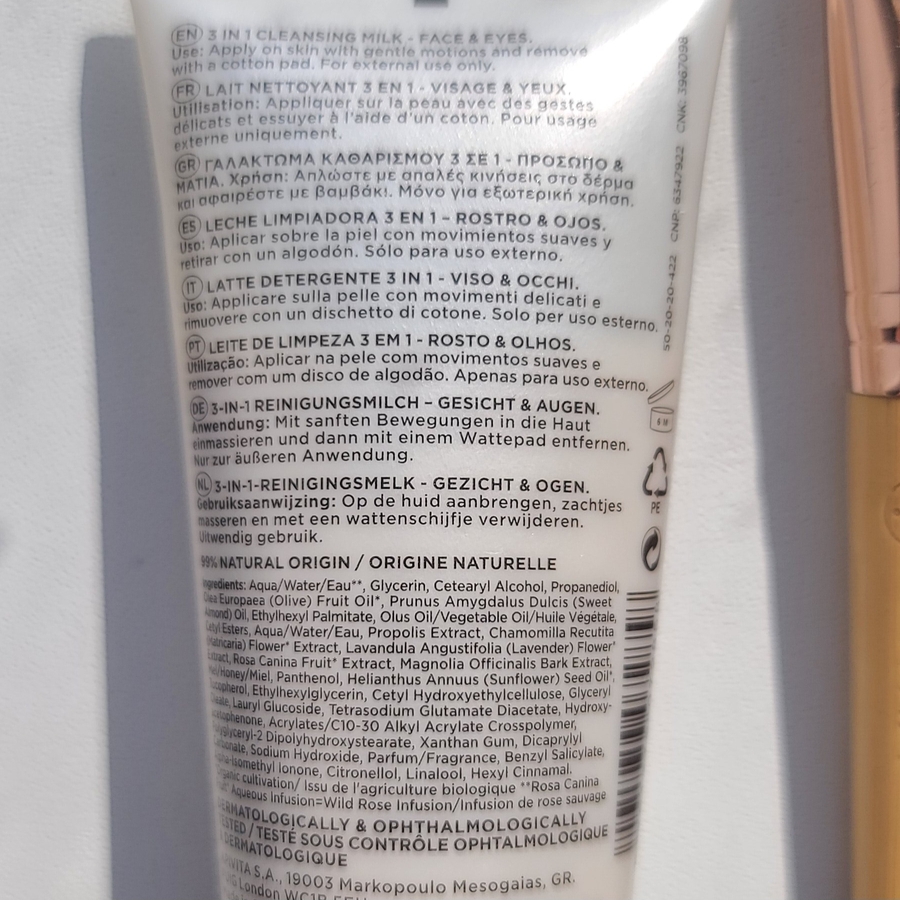 EN 3 IN 1 CLEANSING MILK - FACE & EYES.
Use: Apply on skin with gentle motions and remove
with a cotton pad. For external use only.
FR LAIT NETTOYANT 3 EN 1 - VISAGE & YEUX.
Utilisation: Appliquer sur la peau avec des gestes
délicats et essuyer à l'aide d'un coton. Pour usage
externe uniquement.
GR ΓΑΛΑΚΤΩΜΑ ΚΑΘΑΡΙΣΜΟΥ 3 ΣΕ 1 - ΠΡΟΣΩΠΟ &
ΜΑΤΙΑ. Χρήση: Απλώστε με απαλές κινήσεις στο δέρμα
και αφαιρέστε με βαμβάκι. Μόνο για εξωτερική χρήση.
ES LECHE LIMPIADORA 3 EN 1 – ROSTRO & OJOS.
Uso: Aplicar sobre la piel con movimientos suaves y
retirar con un algodón. Sólo para uso externo.
IT LATTE DETERGENTE 3 IN 1 - VISO & OCCHI.
Uso: Applicare sulla pelle con movimenti delicati e
rimuovere con un dischetto di cotone. Solo per uso esterno.
PT LEITE DE LIMPEZA 3 EM 1 - ROSTO & OLHOS.
Utilização: Aplicar na pele com movimentos suaves e
remover com um disco de algodão. Apenas para uso externo.
DE 3-IN-1 REINIGUNGSMILCH – GESICHT & AUGEN.
Anwendung: Mit sanften Bewegungen in die Haut
einmassieren und dann mit einem Wattepad entfernen.
Nur zur äußeren Anwendung.
NL 3-IN-1-REINIGINGSMELK - GEZICHT & OGEN.
Gebruiksaanwijzing: Op de huid aanbrengen, zachtjes
masseren en met een wattenschijfje verwijderen.
Uitwendig gebruik.
99% NATURAL ORIGIN / ORIGINE NATURELLE
Ingredients: Aqua/Water/Eau**, Glycerin, Cetearyl Alcohol, Propanediol,
Olea Europaea (Olive) Fruit Oil*, Prunus Amygdalus Dulcis (Sweet
Almond) Oil, Ethylhexyl Palmitate, Olus Oil/Vegetable Oil/Huile Végétale,
Cetyl Esters, Aqua/Water/Eau, Propolis Extract, Chamomilla Recutita
(Matricaria) Flower* Extract, Lavandula Angustifolia (Lavender) Flower*
Extract, Rosa Canina Fruit* Extract, Magnolia Officinalis Bark Extract,
Mel/Honey/Miel, Panthenol, Helianthus Annuus (Sunflower) Seed Oil*,
Tocopherol, Ethylhexylglycerin, Cetyl Hydroxyethylcellulose, Glyceryl
Lauryl Glucoside, Tetrasodium Glutamate Diacetate, Hydroxy-
Acrylates/C10-30 Alkyl Acrylate Crosspolymer,
Dipolyhydroxystearate, Xanthan Gum, Dicaprylyl
Sodium Hydroxide, Parfum/Fragrance, Benzyl Salicylate,
Ionone, Citronellol, Linalool, Hexyl Cinnamal.
cultivation/ Issu de l'agriculture biologique **Rosa Canina
Aqueous Infusion=Wild Rose Infusion/Infusion de rose sauvage
DERMATOLOGICALLY & OPHTHALMOLOGICALLY
TESTED / TESTÉ SOUS CONTRÔLE OPHTALMOLOGIQUE
DERMATOLOGIQUE
S.A., 19003 Markopoulo Mesogaias, GR.
London
50-20-20-422 CNP: 6347922 CNK: 3967098
6 M
PE